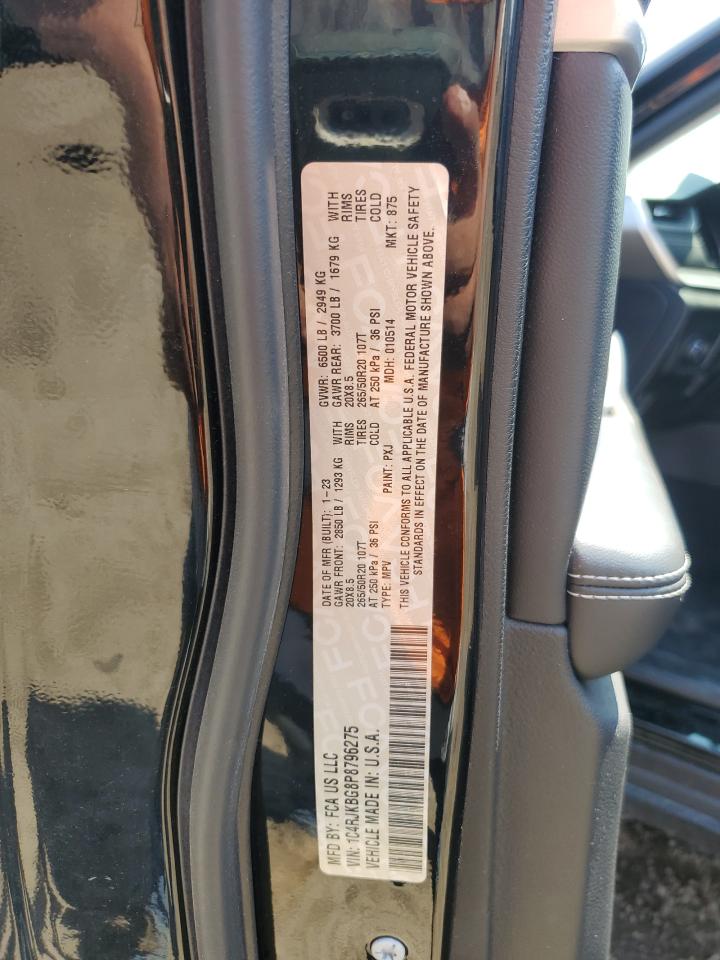 MFD BY: FCA US LLC
DATE OF MFR (BUILT): 1-23
GVWR: 6500 LB / 2949 KG
GAWR FRONT: 2850 LB / 1293 KG WITH
GAWR REAR: 3700 LB / 1679 KG WITH
20X8.5 RIMS
20X8.5 RIMS
265/50R20 107T TIRES
265/50R20 107T TIRES
AT 250 kPa / 36 PSI COLD
AT 250 kPa / 36 PSI COLD
VIN: 1C4RJKBG8P8796275
TYPE: MPV PAINT: PXJ MDH: 010514 MKT: 875
VEHICLE MADE IN: U.S.A.
THIS VEHICLE CONFORMS TO ALL APPLICABLE U.S.A. FEDERAL MOTOR VEHICLE SAFETY
STANDARDS IN EFFECT ON THE DATE OF MANUFACTURE SHOWN ABOVE.